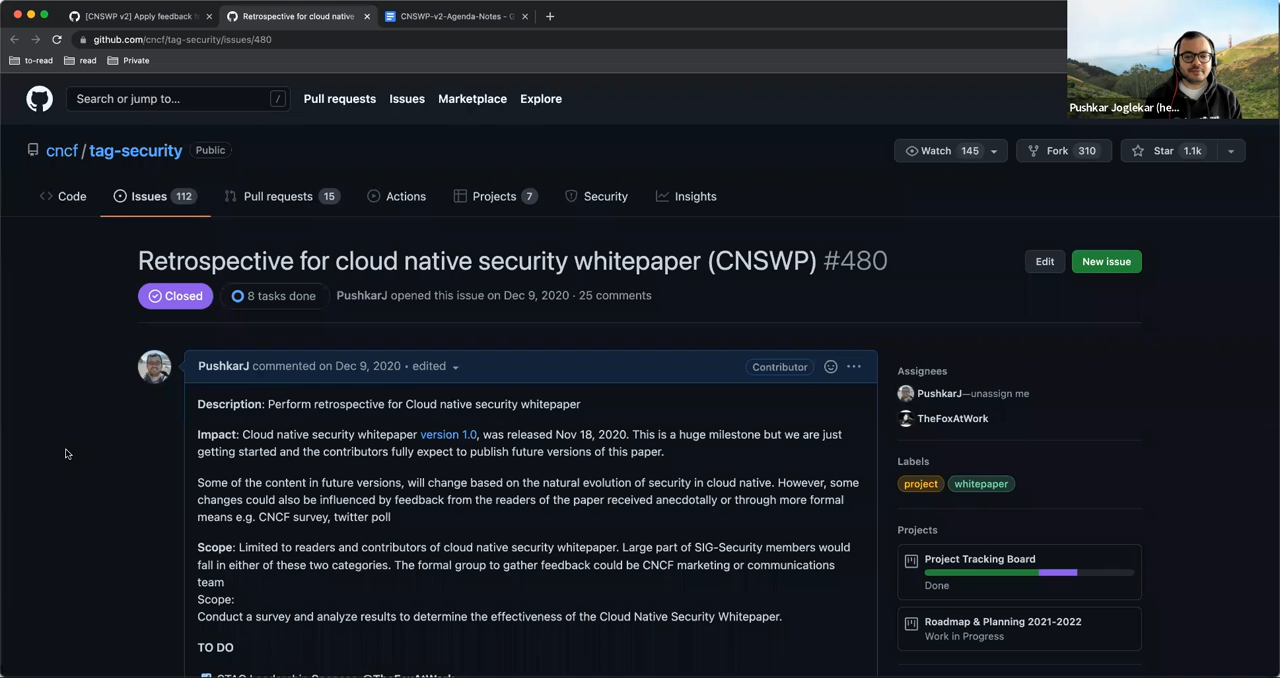 [CNSWP v2] Apply feedback
Retrospective for cloud native
CNSWP-v2-Agenda-Notes - G
github.com/cncf/tag-security/issues/480
to-read
read
Private
Pushkar Joglekar (he...
Search or jump to...
/
Pull requests
Issues
Marketplace
Explore
cncf / tag-security
Public
Watch 145
Fork 310
Star 1.1k
Code
Issues 112
Pull requests 15
Actions
Projects 7
Security
Insights
Retrospective for cloud native security whitepaper (CNSWP) #480
Edit
New issue
Closed
8 tasks done
PushkarJ opened this issue on Dec 9, 2020 · 25 comments
PushkarJ commented on Dec 9, 2020 • edited
Contributor
Description: Perform retrospective for Cloud native security whitepaper
Impact: Cloud native security whitepaper version 1.0, was released Nov 18, 2020. This is a huge milestone but we are just
getting started and the contributors fully expect to publish future versions of this paper.
Some of the content in future versions, will change based on the natural evolution of security in cloud native. However, some
changes could also be influenced by feedback from the readers of the paper received anecdotally or through more formal
means e.g. CNCF survey, twitter poll
Scope: Limited to readers and contributors of cloud native security whitepaper. Large part of SIG-Security members would
fall in either of these two categories. The formal group to gather feedback could be CNCF marketing or communications
team
Scope:
Conduct a survey and analyze results to determine the effectiveness of the Cloud Native Security Whitepaper.
TO DO
Assignees
PushkarJ—unassign me
TheFoxAtWork
Labels
project
whitepaper
Projects
Project Tracking Board
Done
Roadmap & Planning 2021-2022
Work in Progress